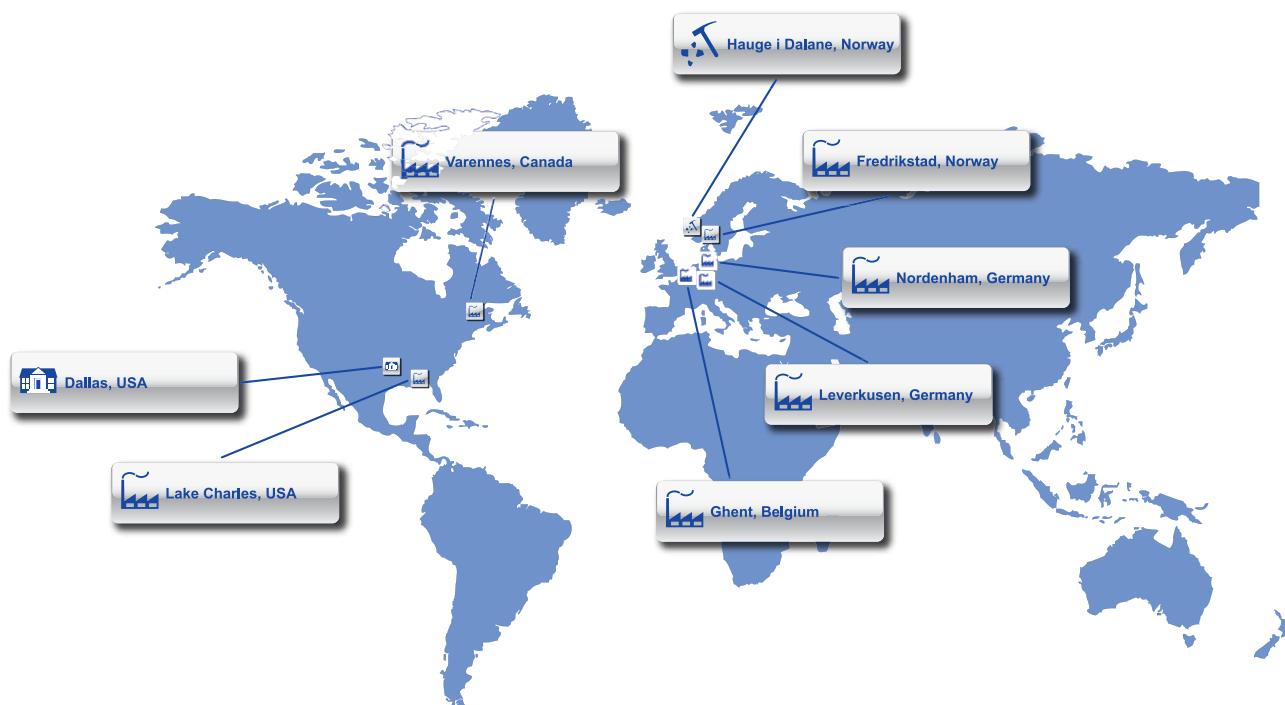 Hauge i Dalane, Norway
Varennes, Canada
Fredrikstad, Norway
Nordenham, Germany
Dallas, USA
Leverkusen, Germany
Lake Charles, USA
Ghent, Belgium